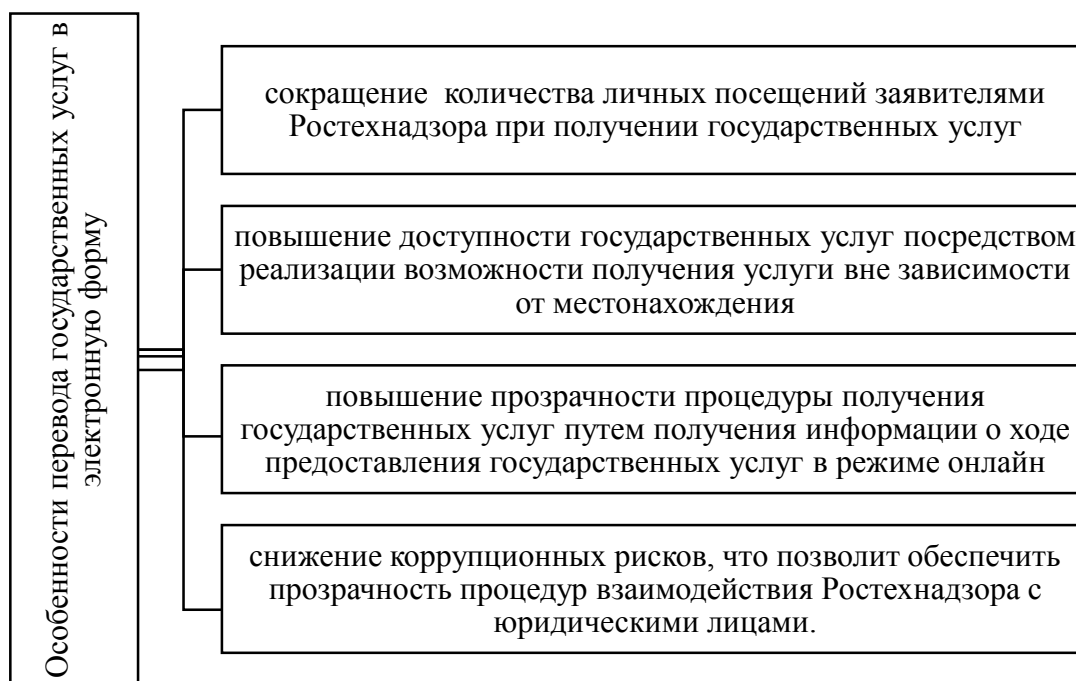 Особенности перевода государственных услуг в
электронную форму
сокращение количества личных посещений заявителями
Ростехнадзора при получении государственных услуг
повышение доступности государственных услуг посредством
реализации возможности получения услуги вне зависимости
от местонахождения
повышение прозрачности процедуры получения
государственных услуг путем получения информации о ходе
предоставления государственных услуг в режиме онлайн
снижение коррупционных рисков, что позволит обеспечить
прозрачность процедур взаимодействия Ростехнадзора с
юридическими лицами.